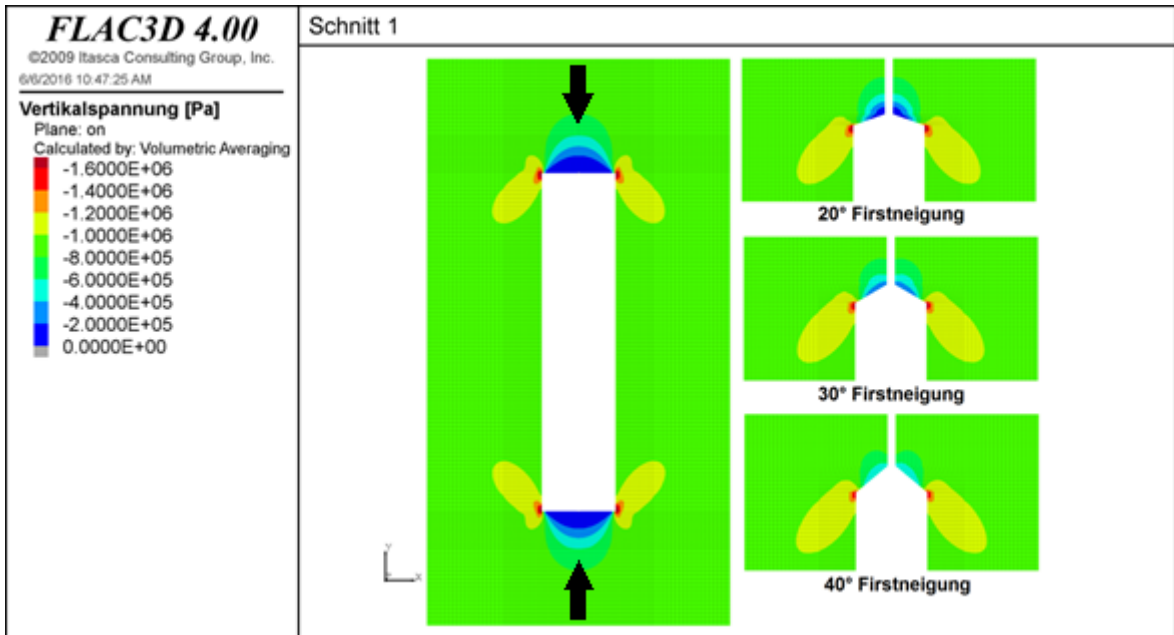 FLAC3D 4.00
©2009 Itasca Consulting Group, Inc.
6/6/2016 10:47:25 AM
Vertikalspannung [Pa]
Plane: on
Calculated by: Volumetric Averaging
-1.6000E+06
-1.4000E+06
-1.2000E+06
-1.0000E+06
-8.0000E+05
-6.0000E+05
-4.0000E+05
-2.0000E+05
0.0000E+00
Schnitt 1
20° Firstneigung
30° Firstneigung
40° Firstneigung
Y
X